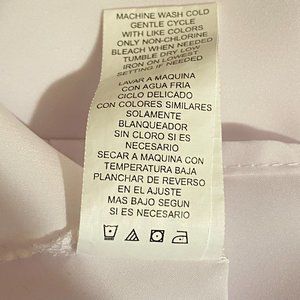 MACHINE WASH COLD
GENTLE CYCLE
WITH LIKE COLORS
ONLY NON-CHLORINE
BLEACH WHEN NEEDED
TUMBLE DRY LOW
IRON ON LOWEST
SETTING IF NEEDED
LAVAR A MAQUINA
CON AGUA FRIA
CICLO DELICADO
CON COLORES SIMILARES
SOLAMENTE
BLANQUEADOR
SIN CLORO SI ES
NECESARIO
SECAR A MAQUINA CON
TEMPERATURA BAJA
PLANCHAR DE REVERSO
EN EL AJUSTE
MAS BAJO SEGUN
SI ES NECESARIO